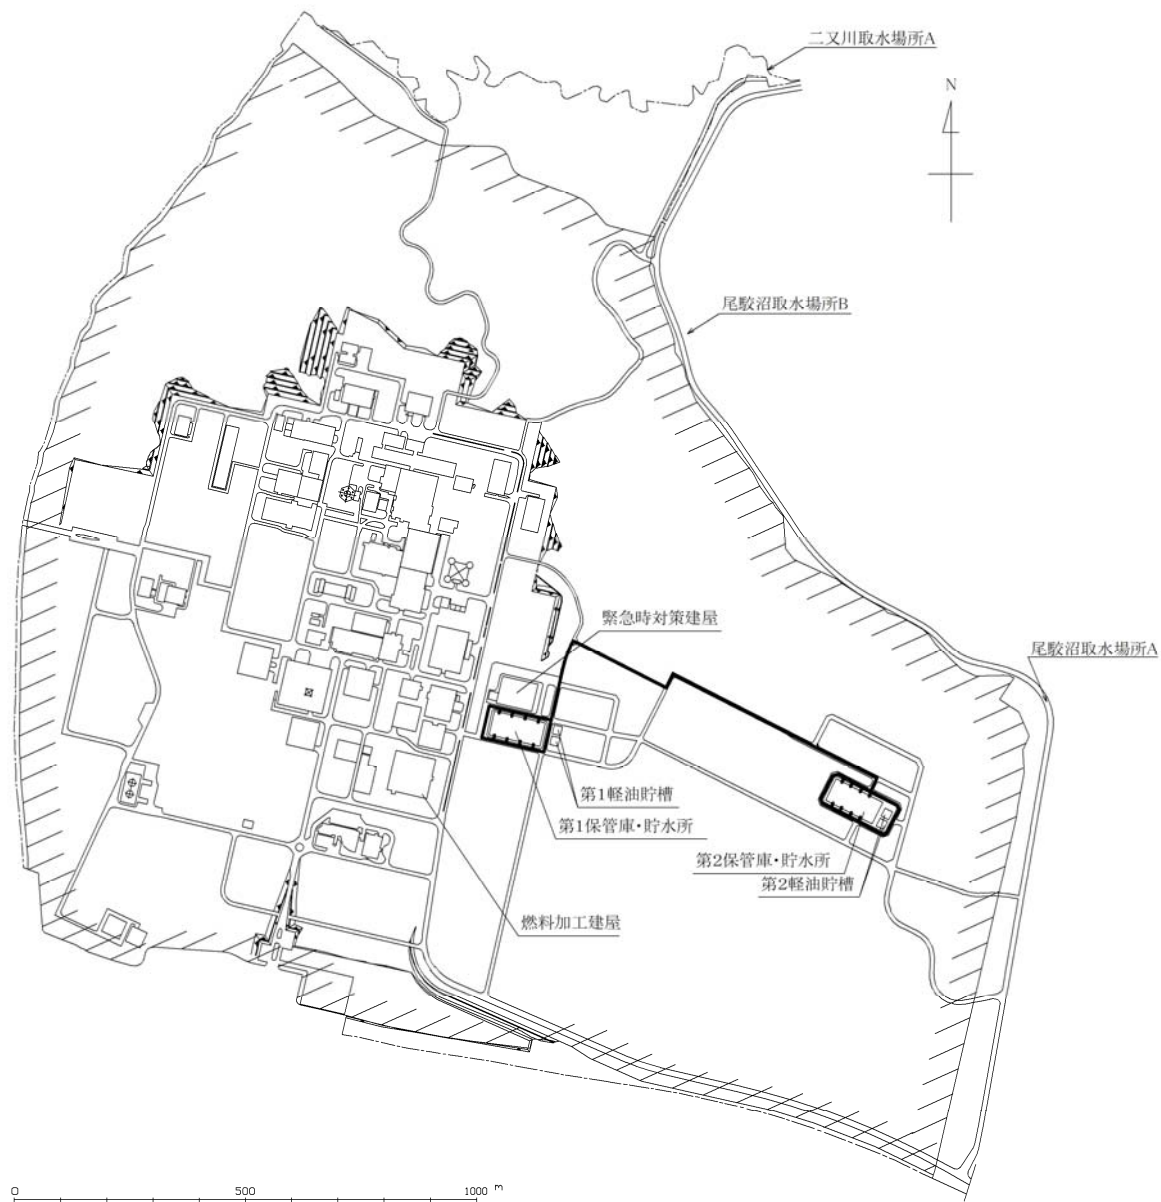 二又川取水場所A
N
尾駮沼取水場所B
緊急時対策建屋
尾駮沼取水場所A
第1軽油貯槽
第1保管庫・貯水所
第2保管庫・貯水所
第2軽油貯槽
燃料加工建屋
0 500 1000 m